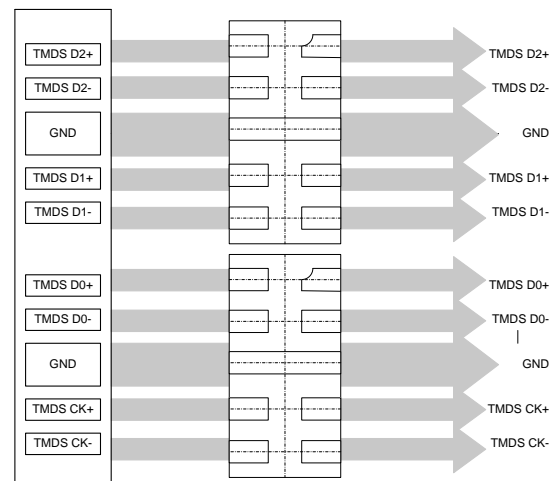 TMDS D2+ TMDS D2+
TMDS D2- TMDS D2-
GND GND
TMDS D1+ TMDS D1+
TMDS D1- TMDS D1-
TMDS D0+ TMDS D0+
TMDS D0- TMDS D0-
GND GND
TMDS CK+ TMDS CK+
TMDS CK- TMDS CK-